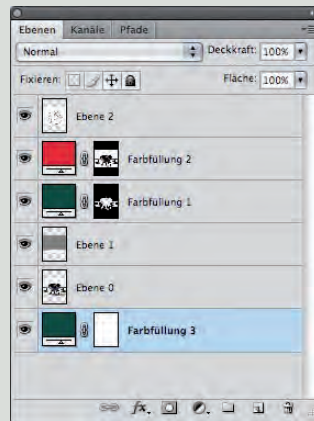 Ebenen Kanäle Pfade
Normal Deckkraft: 100%
Fixieren: Fläche: 100%
Ebene 2
Farbfüllung 2
Farbfüllung 1
Ebene 1
Ebene 0
Farbfüllung 3
fx.